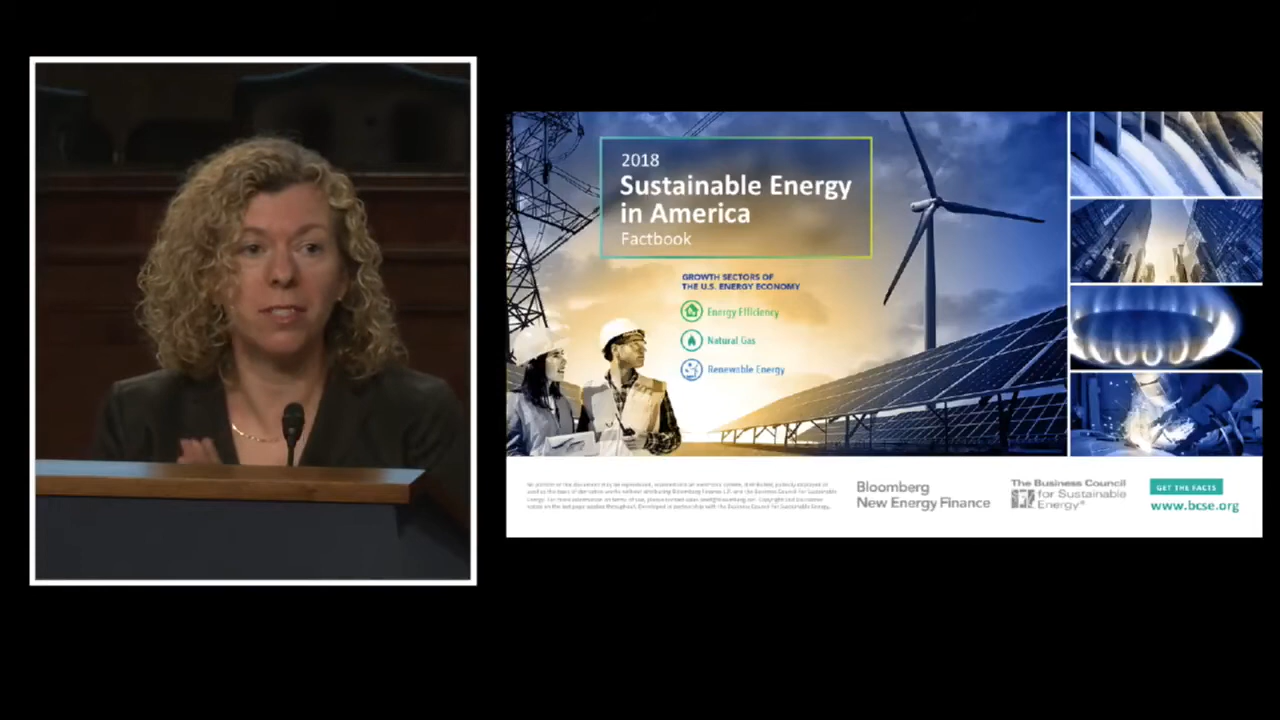 2018
Sustainable Energy
in America
Factbook
GROWTH SECTORS OF
THE U.S. ENERGY ECONOMY
Energy Efficiency
Natural Gas
Renewable Energy
Bloomberg
New Energy Finance
The Business Council
for Sustainable
Energy®
GET THE FACTS
www.bcse.org